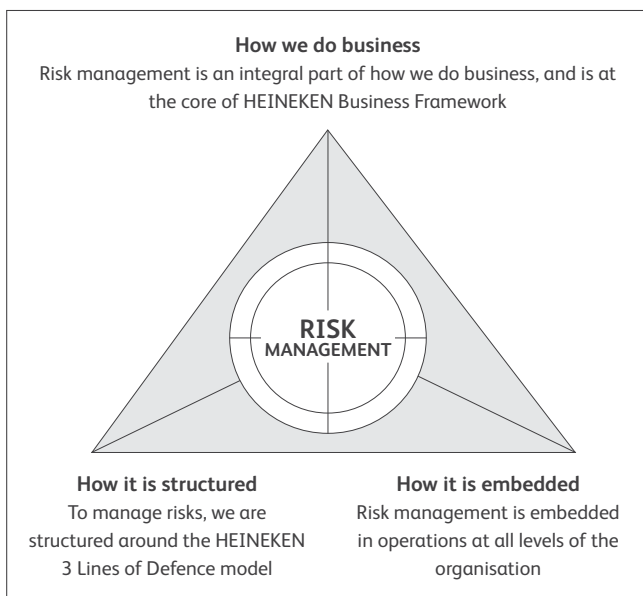 How we do business
Risk management is an integral part of how we do business, and is at
the core of HEINEKEN Business Framework
RISK
MANAGEMENT
How it is structured
To manage risks, we are
structured around the HEINEKEN
3 Lines of Defence model
How it is embedded
Risk management is embedded
in operations at all levels of the
organisation